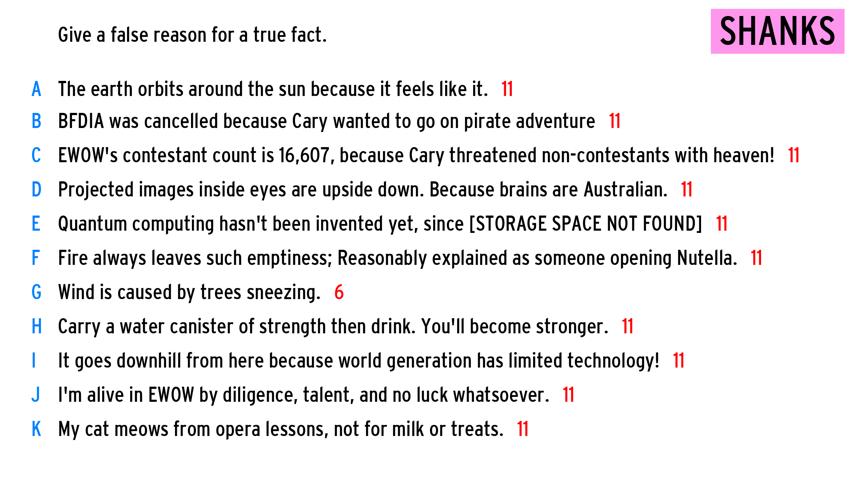 Give a false reason for a true fact.
SHANKS
A The earth orbits around the sun because it feels like it. 11
B BFDIA was cancelled because Cary wanted to go on pirate adventure 11
C EWOW's contestant count is 16,607, because Cary threatened non-contestants with heaven! 11
D Projected images inside eyes are upside down. Because brains are Australian. 11
E Quantum computing hasn't been invented yet, since [STORAGE SPACE NOT FOUND] 11
F Fire always leaves such emptiness; Reasonably explained as someone opening Nutella. 11
G Wind is caused by trees sneezing. 6
H Carry a water canister of strength then drink. You'll become stronger. 11
I It goes downhill from here because world generation has limited technology! 11
J I'm alive in EWOW by diligence, talent, and no luck whatsoever. 11
K My cat meows from opera lessons, not for milk or treats. 11